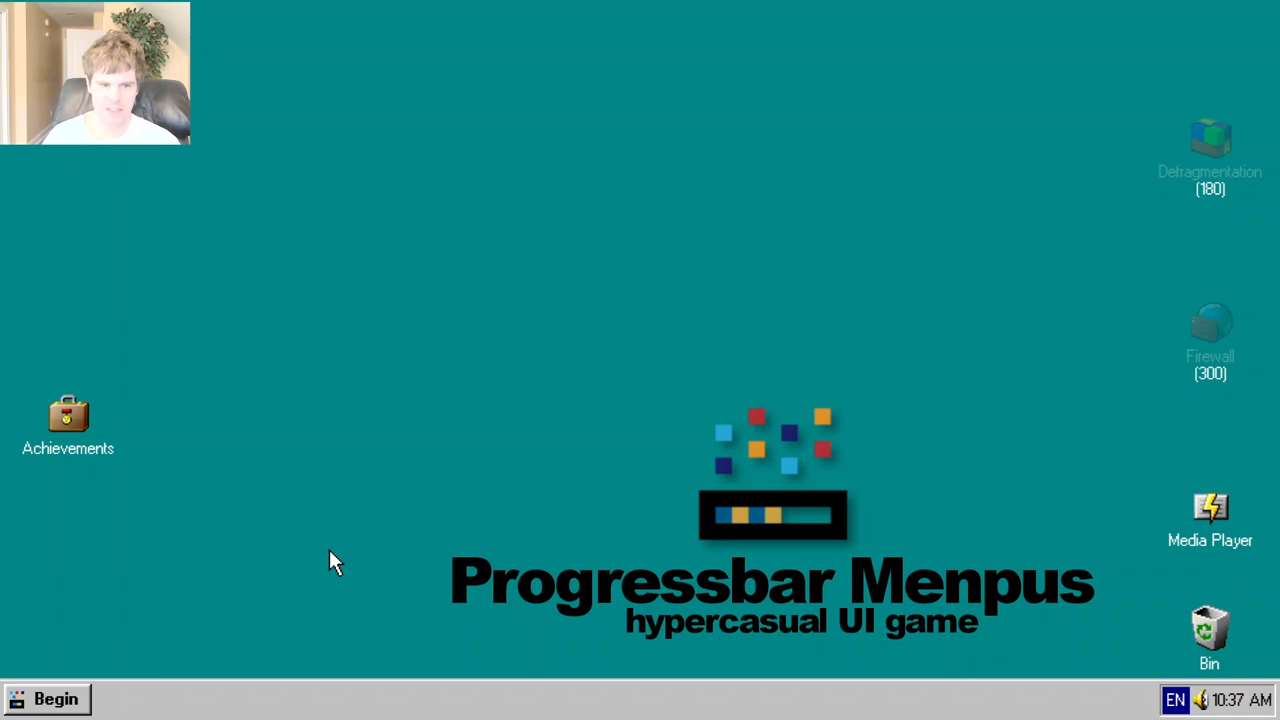 Defragmentation
(180)
Firewall
(300)
Achievements
Media Player
Progressbar Menpus
hypercasual UI game
Bin
Begin
EN
10:37 AM